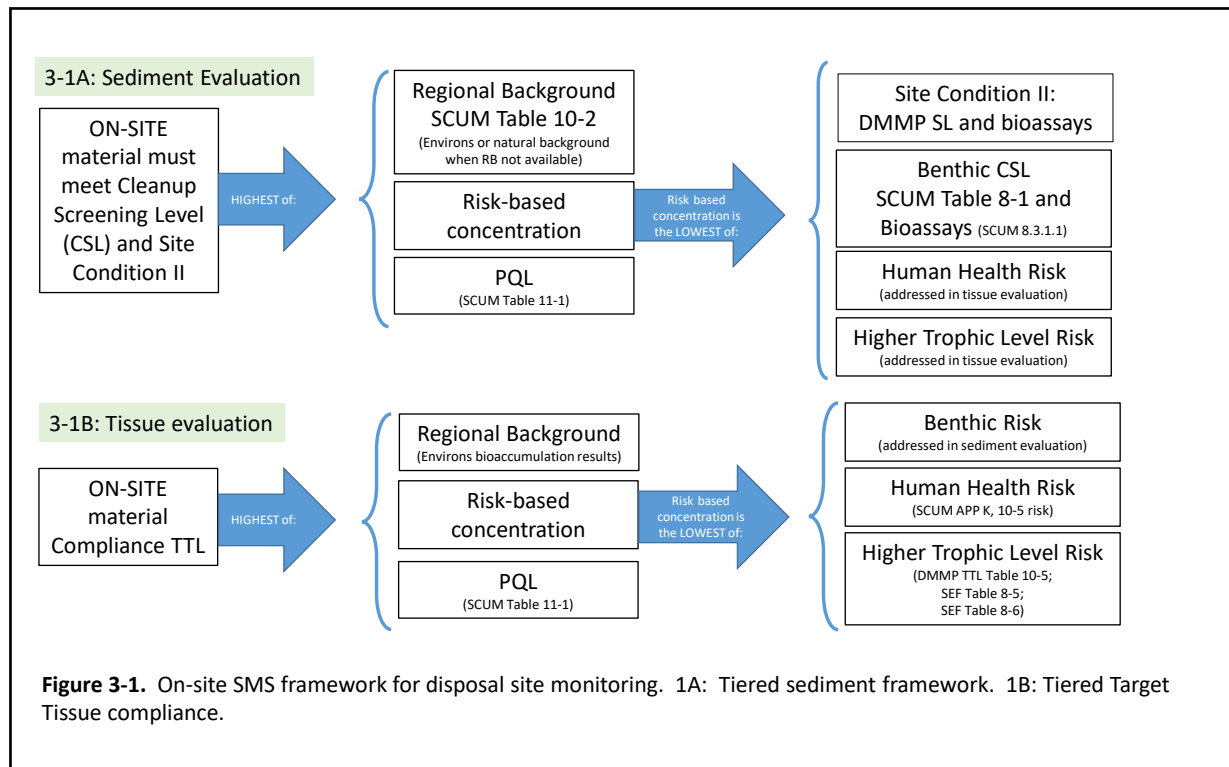 3-1A: Sediment Evaluation
ON-SITE
material must
meet Cleanup
Screening Level
(CSL) and Site
Condition II
HIGHEST of:
Regional Background
SCUM Table 10-2
(Environs or natural background
when RB not available)
Risk-based
concentration
PQL
(SCUM Table 11-1)
Risk based
concentration is
the LOWEST of:
Site Condition II:
DMMP SL and bioassays
Benthic CSL
SCUM Table 8-1 and
Bioassays (SCUM 8.3.1.1)
Human Health Risk
(addressed in tissue evaluation)
Higher Trophic Level Risk
(addressed in tissue evaluation)
3-1B: Tissue evaluation
ON-SITE
material
Compliance TTL
HIGHEST of:
Regional Background
(Environs bioaccumulation results)
Risk-based
concentration
PQL
(SCUM Table 11-1)
Risk based
concentration is
the LOWEST of:
Benthic Risk
(addressed in sediment evaluation)
Human Health Risk
(SCUM APP K, 10-5 risk)
Higher Trophic Level Risk
(DMMP TTL Table 10-5;
SEF Table 8-5;
SEF Table 8-6)
Figure 3-1. On-site SMS framework for disposal site monitoring. 1A: Tiered sediment framework. 1B: Tiered Target
Tissue compliance.